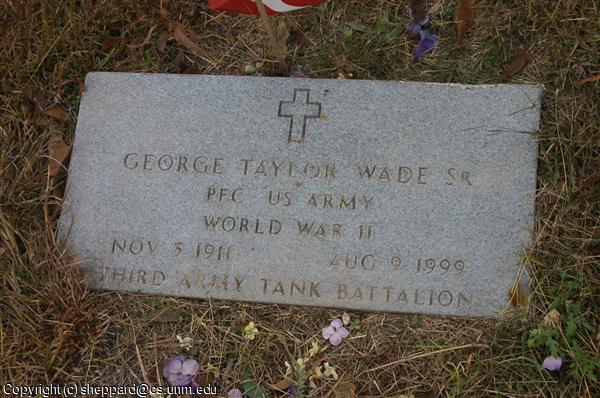 GEORGE TAYLOR WADE SR
PFC US ARMY
WORLD WAR II
NOV 5 1911 AUG 9 1999
THIRD ARMY TANK BATTALION
Copyright (c) sheppard@cs.unm.edu